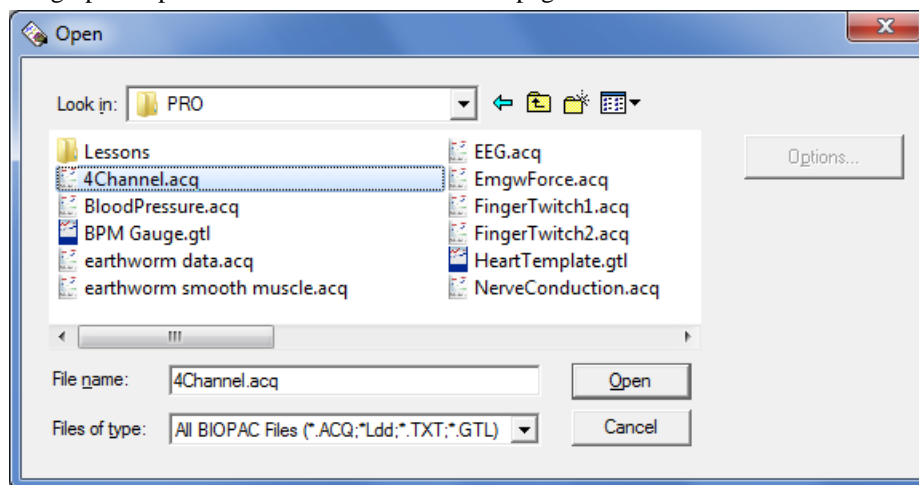 Open
Look in: PRO
Lessons
4Channel.acq
BloodPressure.acq
BPM Gauge.gtl
earthworm data.acq
earthworm smooth muscle.acq
EEG.acq
EmgwForce.acq
FingerTwitch1.acq
FingerTwitch2.acq
HeartTemplate.gtl
NerveConduction.acq
Options...
File name: 4Channel.acq
Open
Files of type: All BIOPAC Files (*.ACQ;*Ldd;*.TXT;*.GTL)
Cancel